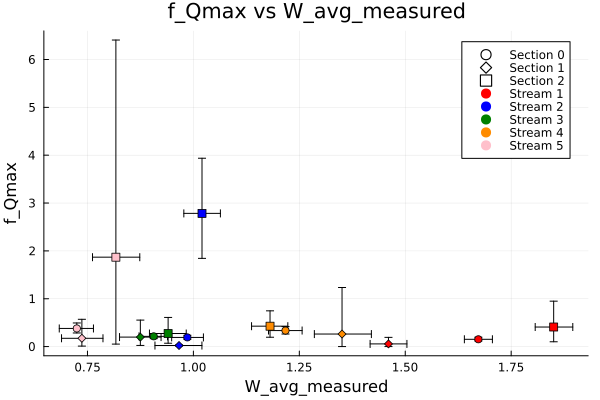 f_Qmax vs W_avg_measured
Section 0
Section 1
Section 2
Stream 1
Stream 2
Stream 3
Stream 4
Stream 5
6
5
4
3
2
1
0
f_Qmax
0.75
1.00
1.25
1.50
1.75
W_avg_measured